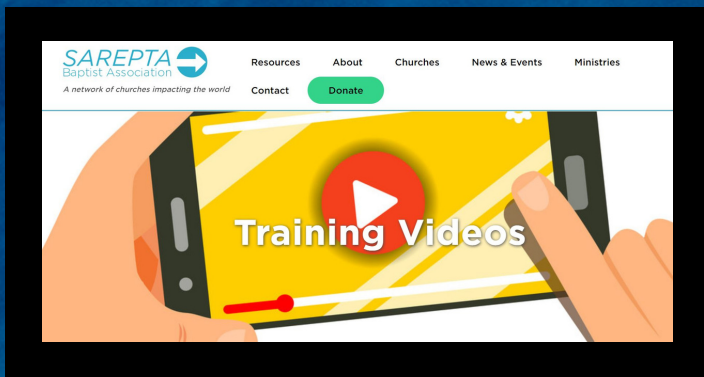 SAREPTA
Baptist Association
A network of churches impacting the world
Resources About Churches News & Events Ministries
Contact Donate
Training Videos